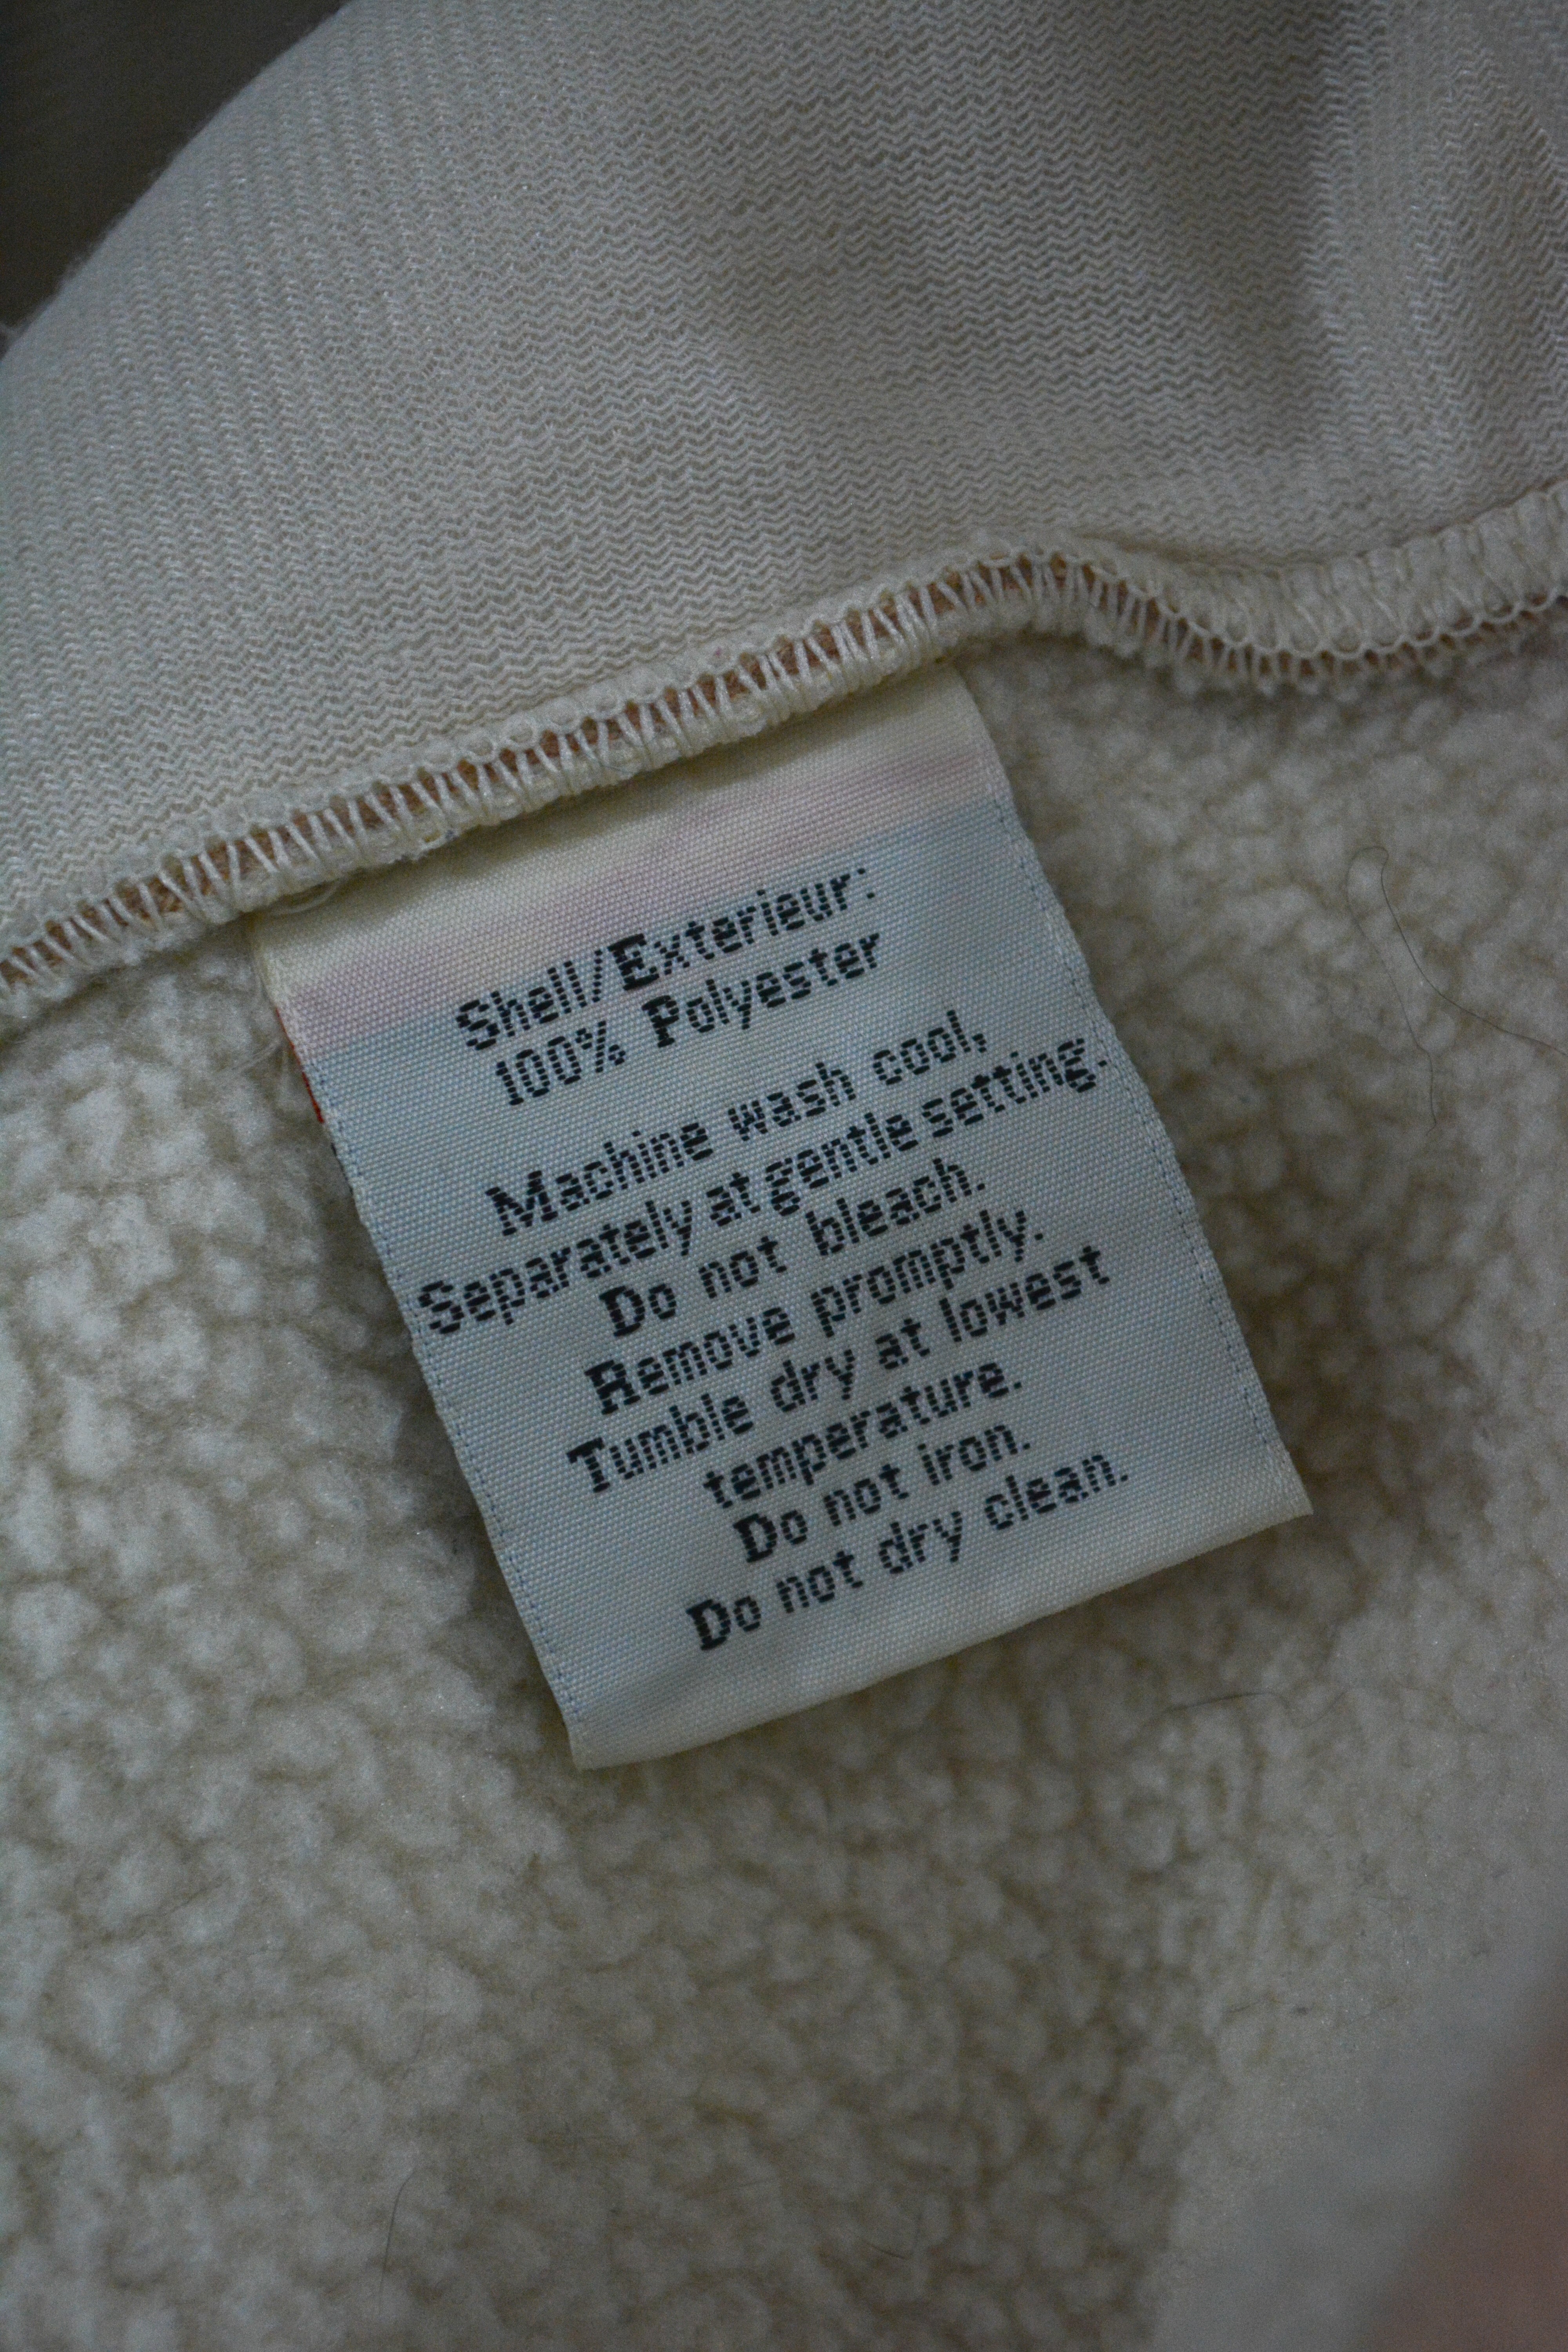 Shell/Exterieur:
100% Polyester
Machine wash cool,
Separately at gentle setting.
Do not bleach.
Remove promptly.
Tumble dry at lowest
temperature.
Do not iron.
Do not dry clean.